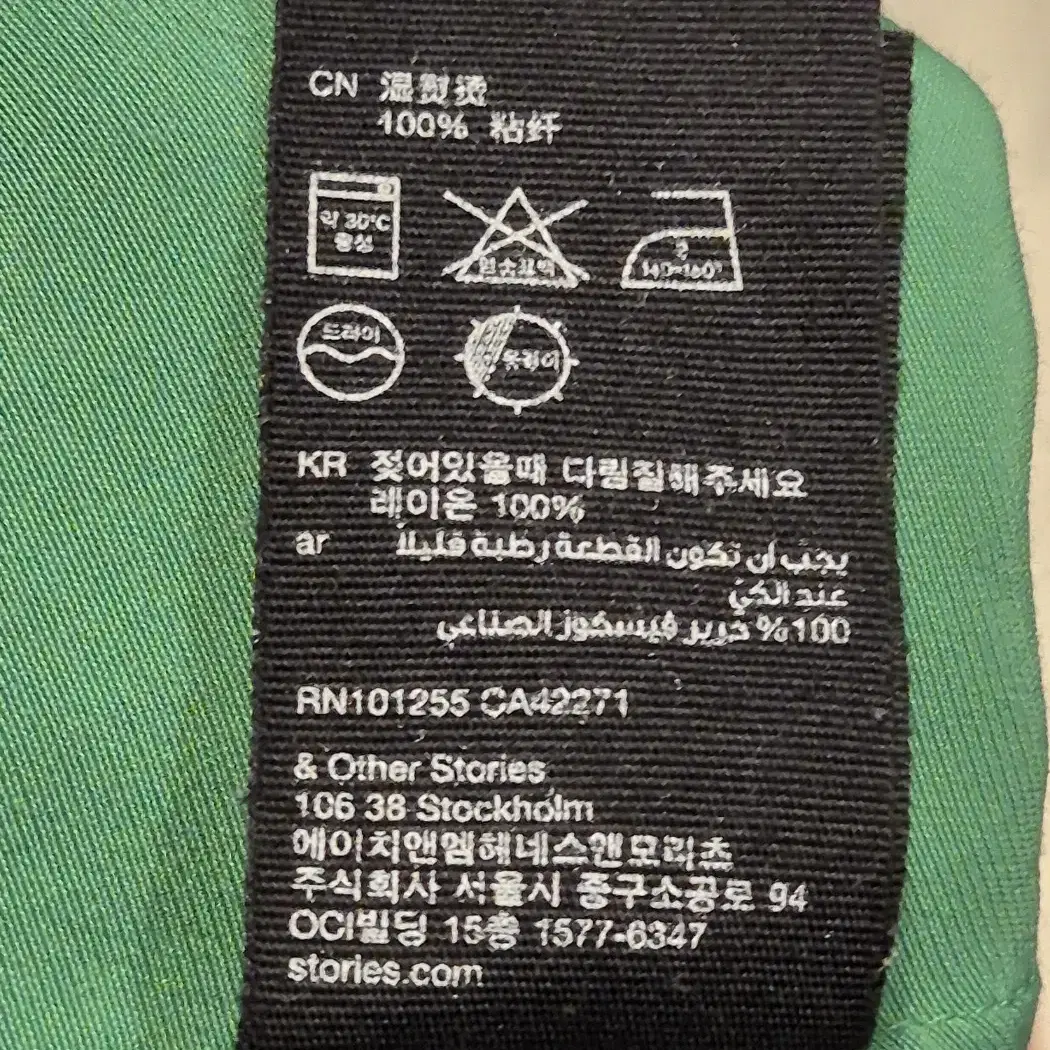 CN 湿熨烫
100% 粘纤
약 30°C
중성
염소표백
140~160°
드라이
옷걸이
KR 젖어있을때 다림질해주세요
레이온 100%
ar يجب أن تكون القطعة رطبة قليلاً
عند الكي
100% حرير فيسكوز الصناعي
RN101255 CA42271
& Other Stories
106 38 Stockholm
에이치앤엠헤네스앤모리츠
주식회사 서울시 중구소공로 94
OCI빌딩 15층 1577-6347
stories.com